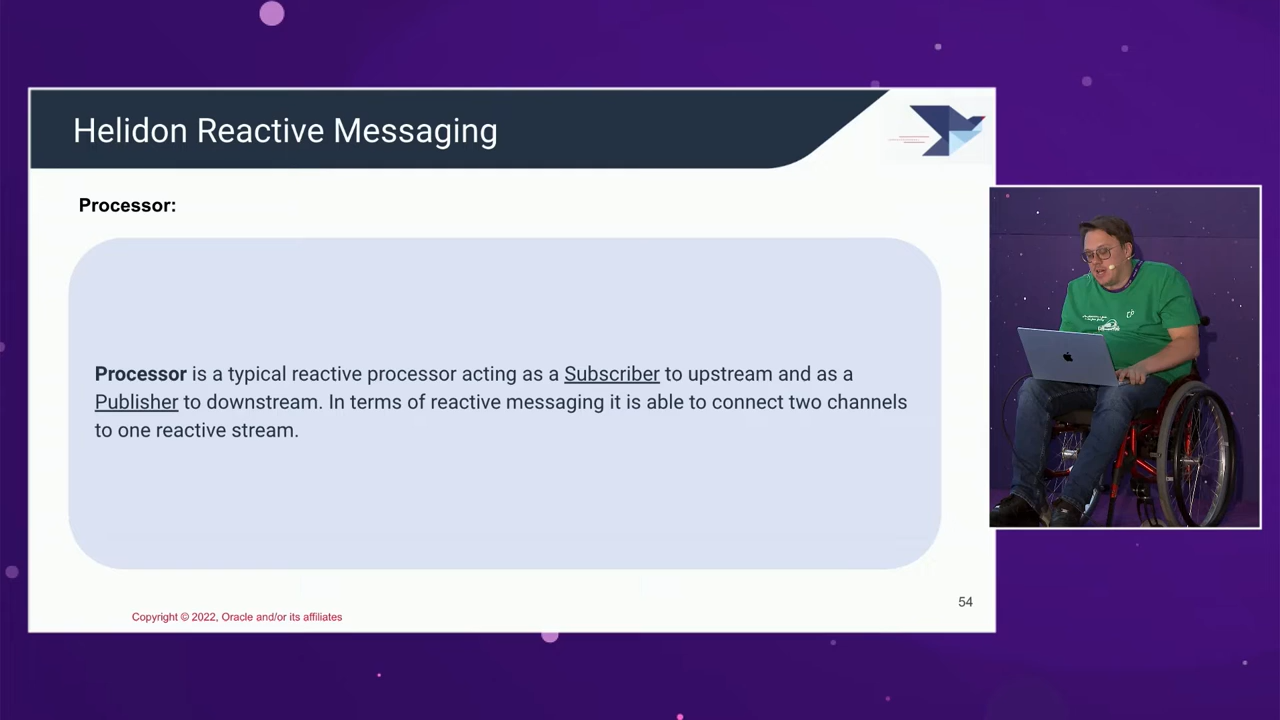 Helidon Reactive Messaging
Processor:
Processor is a typical reactive processor acting as a Subscriber to upstream and as a
Publisher to downstream. In terms of reactive messaging it is able to connect two channels
to one reactive stream.
54
Copyright © 2022, Oracle and/or its affiliates